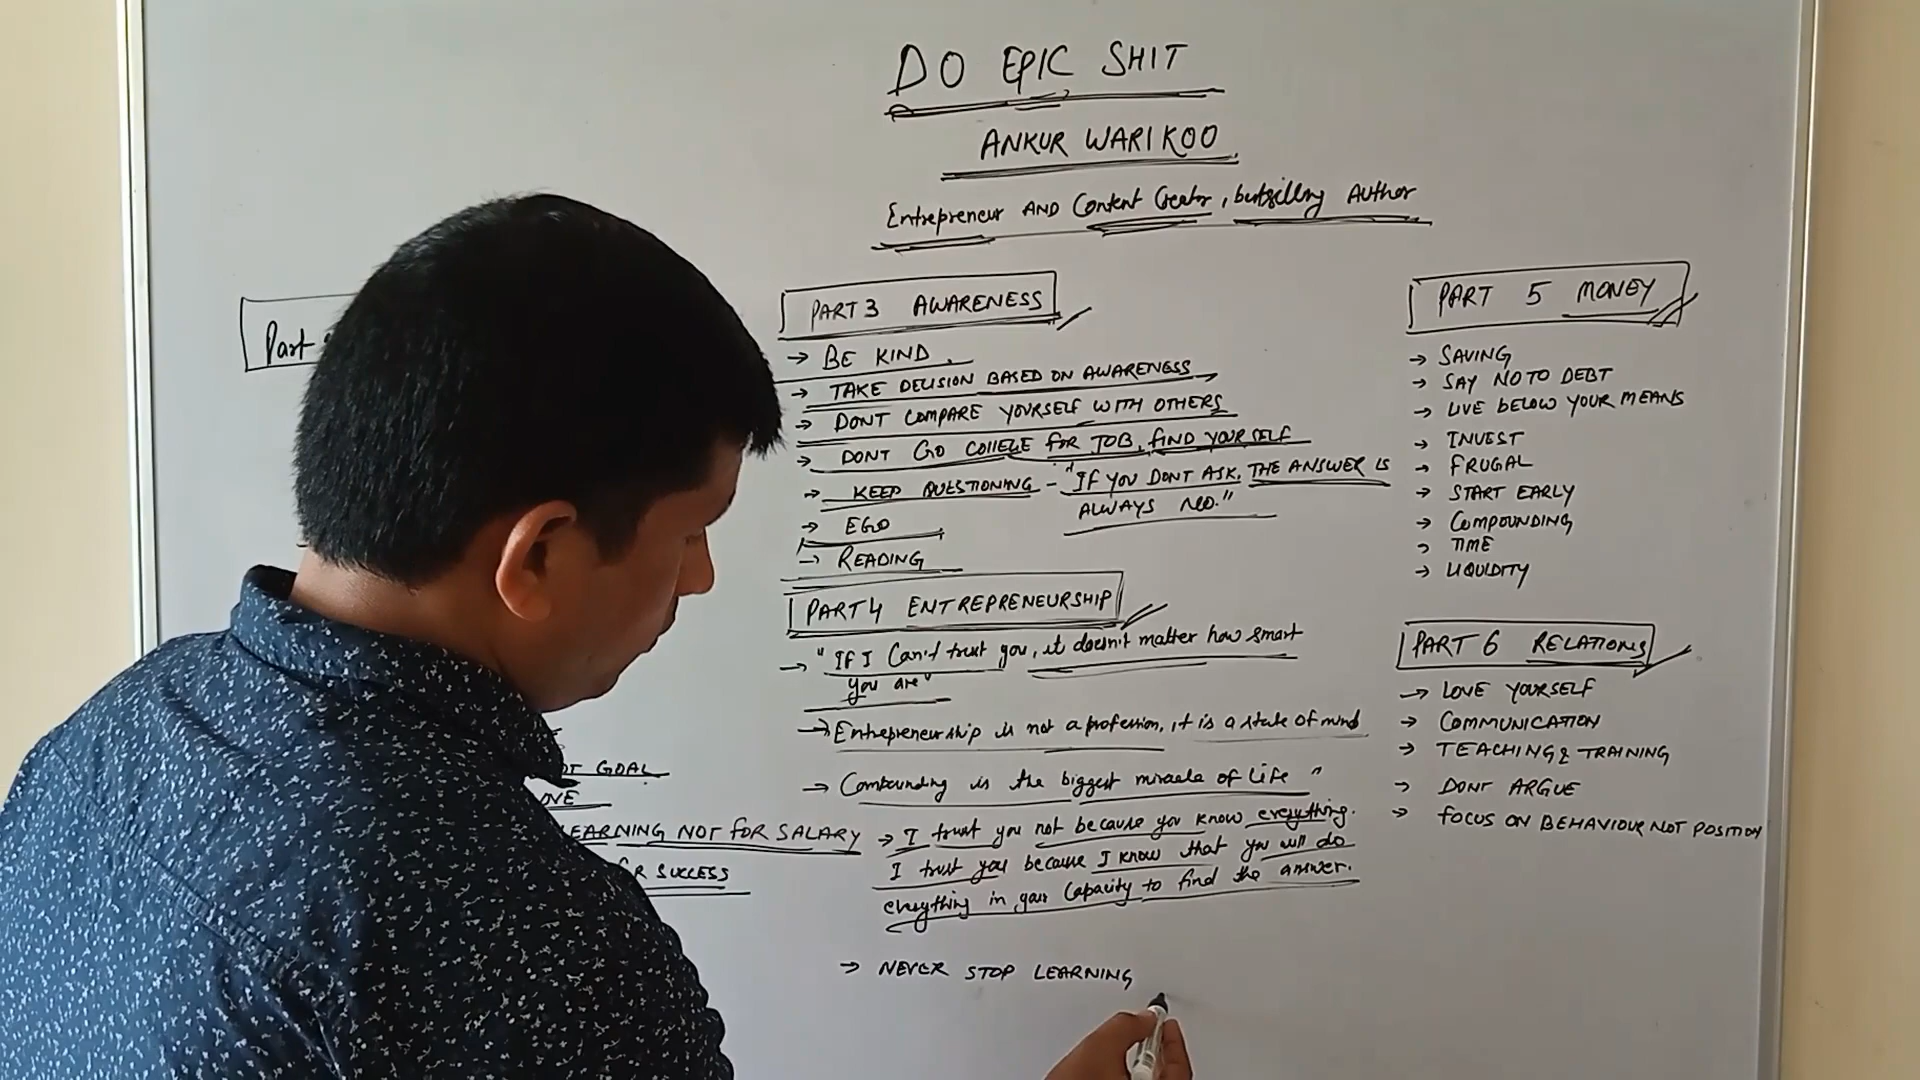 DO EPIC SHIT
ANKUR WARIKOO
Entrepreneur AND Content Creator, bestselling Author
Part
OT GOAL
OVE
LEARNING NOT FOR SALARY
R SUCCESS
PART 3 AWARENESS
→ BE KIND.
→ TAKE DECISION BASED ON AWARENESS
→ DONT COMPARE YOURSELF WITH OTHERS
→ DONT GO COLLEGE FOR JOB, FIND YOURSELF
→ KEEP QUESTIONING - "IF YOU DONT ASK, THE ANSWER IS
ALWAYS NO."
→ EGO
→ READING
PART 4 ENTREPRENEURSHIP
→ "If I Can't trust you, it doesn't matter how smart
you are"
→ Entrepreneurship is not a profession, it is a state of mind
→ Compounding is the biggest miracle of life "
→ I trust you not because you know everything.
I trust you because I know that you will do
everything in your Capacity to find the answer.
→ NEVER STOP LEARNING
PART 5 MONEY
→ SAVING
→ SAY NO TO DEBT
→ LIVE BELOW YOUR MEANS
→ INVEST
→ FRUGAL
→ START EARLY
→ COMPOUNDING
→ TIME
→ LIQUIDITY
PART 6 RELATIONS
→ LOVE YOURSELF
→ COMMUNICATION
→ TEACHING & TRAINING
→ DONT ARGUE
→ FOCUS ON BEHAVIOUR NOT POSITION